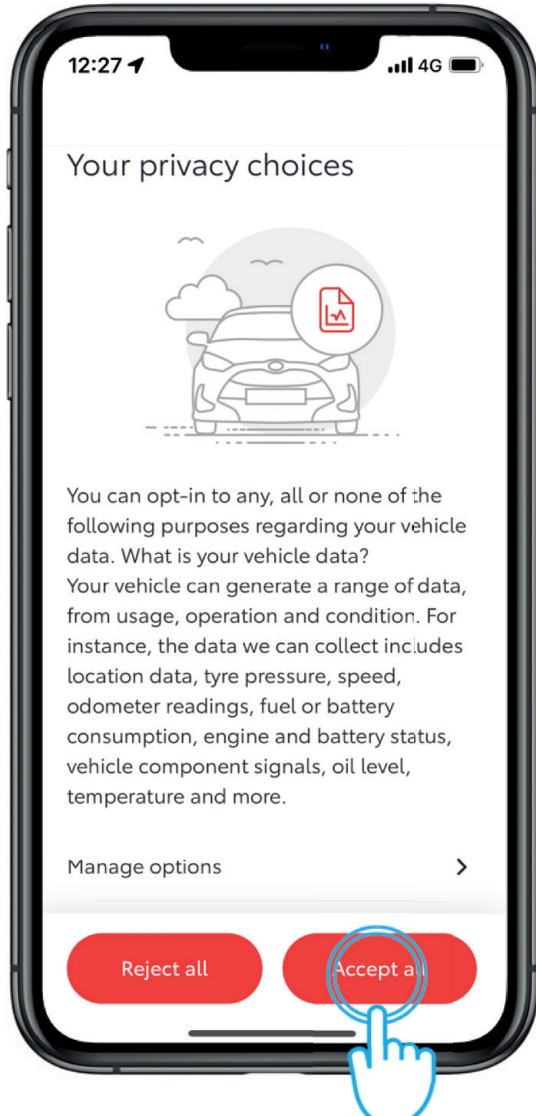 12:27 4G
Your privacy choices
You can opt-in to any, all or none of the
following purposes regarding your vehicle
data. What is your vehicle data?
Your vehicle can generate a range of data,
from usage, operation and condition. For
instance, the data we can collect includes
location data, tyre pressure, speed,
odometer readings, fuel or battery
consumption, engine and battery status,
vehicle component signals, oil level,
temperature and more.
Manage options
Reject all Accept all